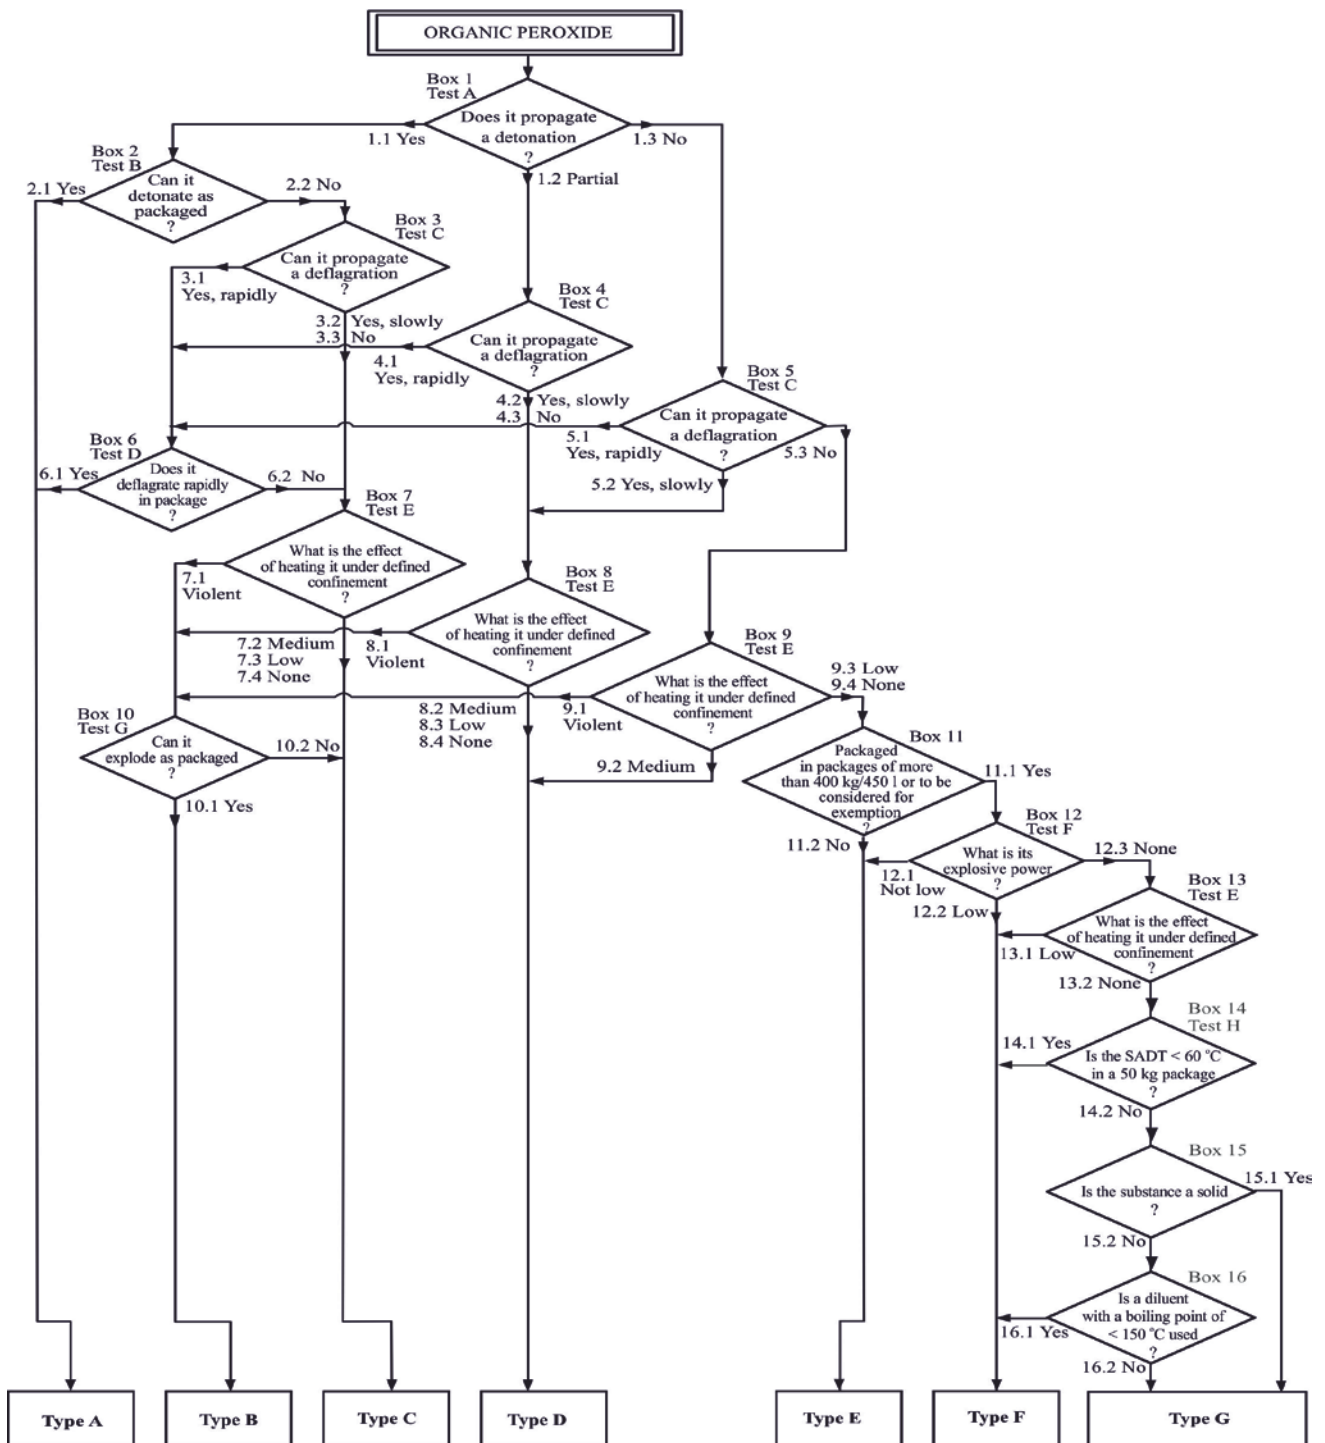 ORGANIC PEROXIDE
Box 1
Test A
Does it propagate
a detonation
?
1.1 Yes
1.3 No
1.2 Partial
Box 2
Test B
Can it
detonate as
packaged
?
2.1 Yes
2.2 No
Box 3
Test C
Can it propagate
a deflagration
?
3.1
Yes, rapidly
3.2 Yes, slowly
3.3 No
Box 4
Test C
Can it propagate
a deflagration
?
4.1
Yes, rapidly
4.2 Yes, slowly
4.3 No
Box 5
Test C
Can it propagate
a deflagration
?
5.1
Yes, rapidly
5.3 No
5.2 Yes, slowly
Box 6
Test D
Does it
deflagrate rapidly
in package
?
6.1 Yes
6.2 No
Box 7
Test E
What is the effect
of heating it under defined
confinement
?
7.1
Violent
7.2 Medium
7.3 Low
7.4 None
Box 8
Test E
What is the effect
of heating it under defined
confinement
?
8.1
Violent
8.2 Medium
8.3 Low
8.4 None
Box 9
Test E
What is the effect
of heating it under defined
confinement
?
9.1
Violent
9.3 Low
9.4 None
9.2 Medium
Box 10
Test G
Can it
explode as packaged
?
10.2 No
10.1 Yes
Box 11
Packaged
in packages of more
than 400 kg/450 l or to be
considered for
exemption
?
11.1 Yes
11.2 No
Box 12
Test F
What is its
explosive power
?
12.1
Not low
12.3 None
12.2 Low
Box 13
Test E
What is the effect
of heating it under defined
confinement
?
13.1 Low
13.2 None
Box 14
Test H
Is the SADT < 60 °C
in a 50 kg package
?
14.1 Yes
14.2 No
Box 15
Is the substance a solid
?
15.1 Yes
15.2 No
Box 16
Is a diluent
with a boiling point of
< 150 °C used
?
16.1 Yes
16.2 No
Type A
Type B
Type C
Type D
Type E
Type F
Type G